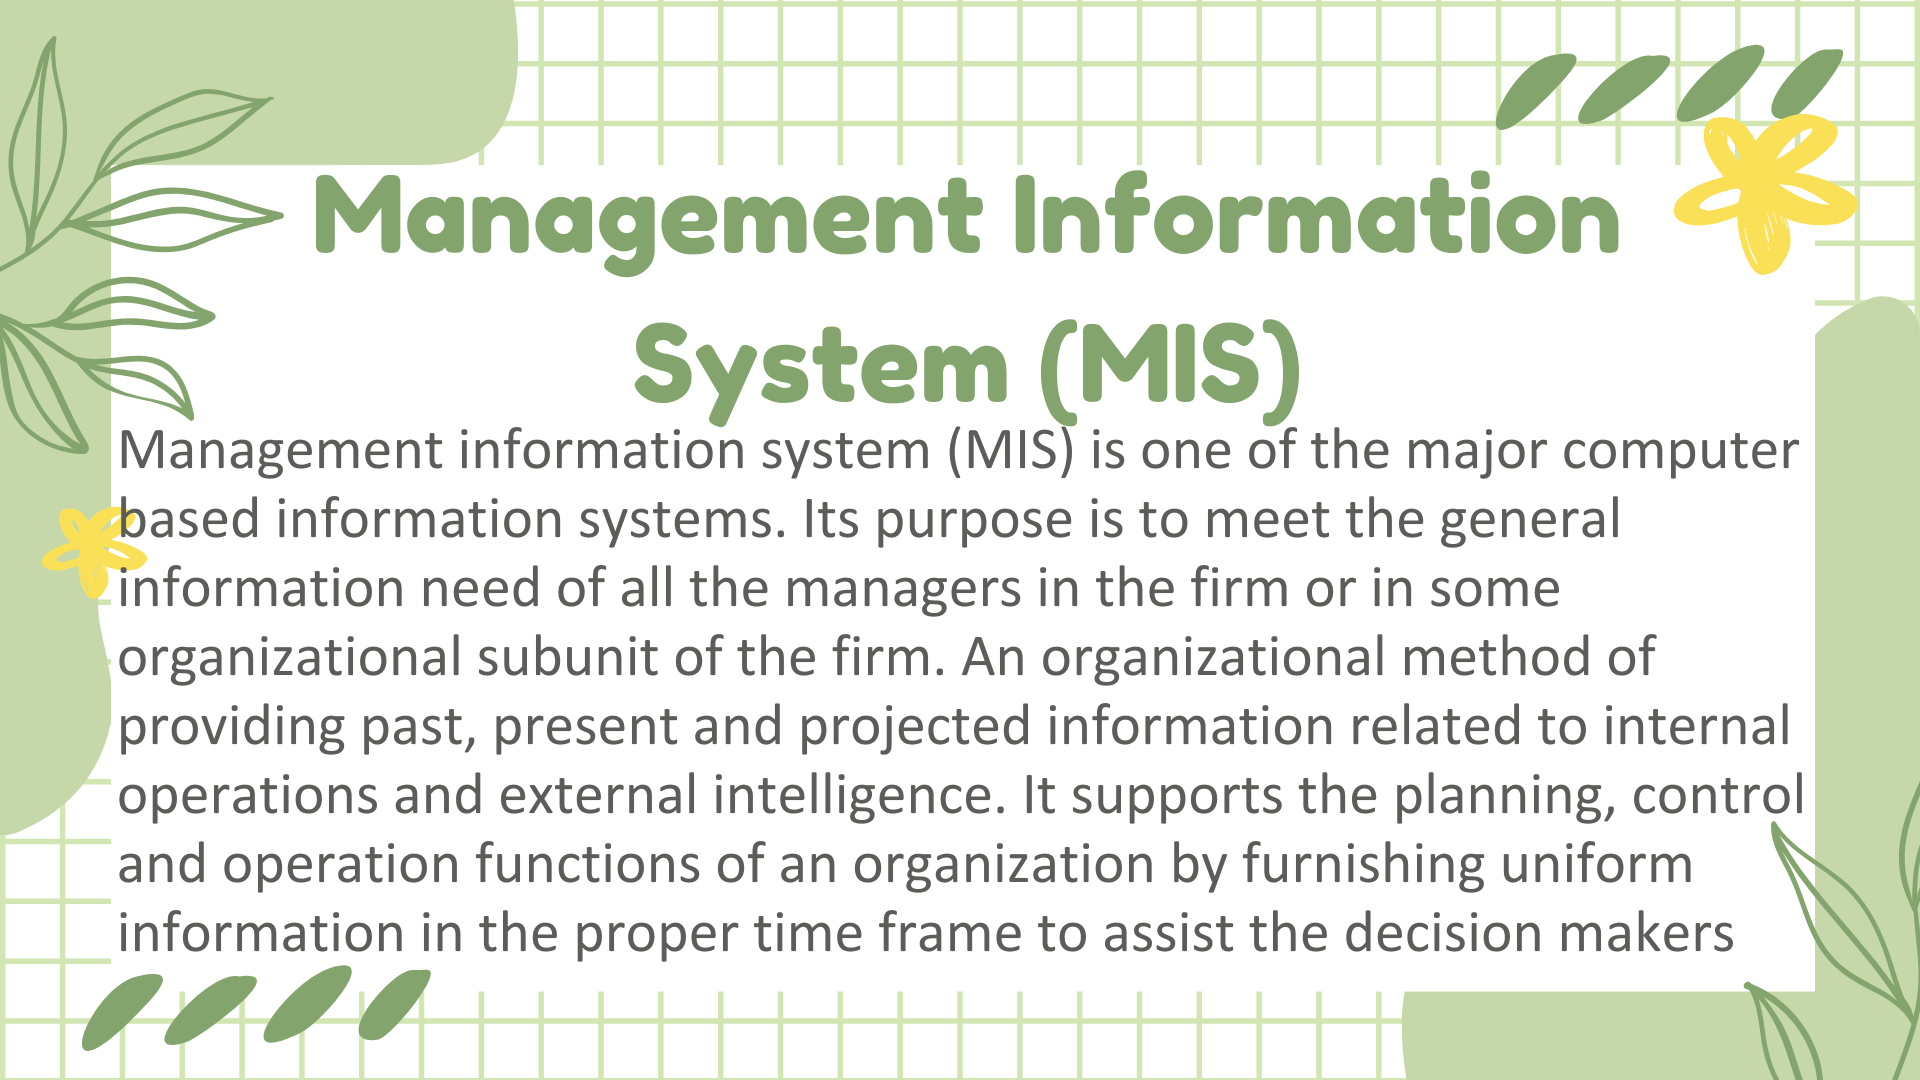 Management Information
System (MIS)
Management information system (MIS) is one of the major computer
based information systems. Its purpose is to meet the general
information need of all the managers in the firm or in some
organizational subunit of the firm. An organizational method of
providing past, present and projected information related to internal
operations and external intelligence. It supports the planning, control
and operation functions of an organization by furnishing uniform
information in the proper time frame to assist the decision makers